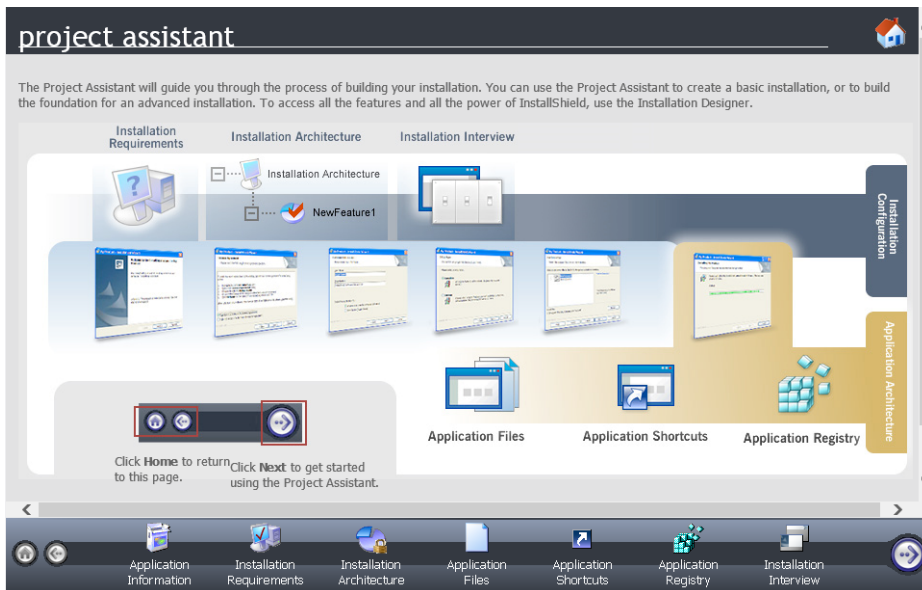 project assistant
The Project Assistant will guide you through the process of building your installation. You can use the Project Assistant to create a basic installation, or to build
the foundation for an advanced installation. To access all the features and all the power of InstallShield, use the Installation Designer.
Installation
Requirements
Installation Architecture
Installation Interview
Installation Architecture
NewFeature1
Installation
Configuration
Application Architecture
Application Files
Application Shortcuts
Application Registry
Click Home to return
to this page.
Click Next to get started
using the Project Assistant.
Application
Information
Installation
Requirements
Installation
Architecture
Application
Files
Application
Shortcuts
Application
Registry
Installation
Interview